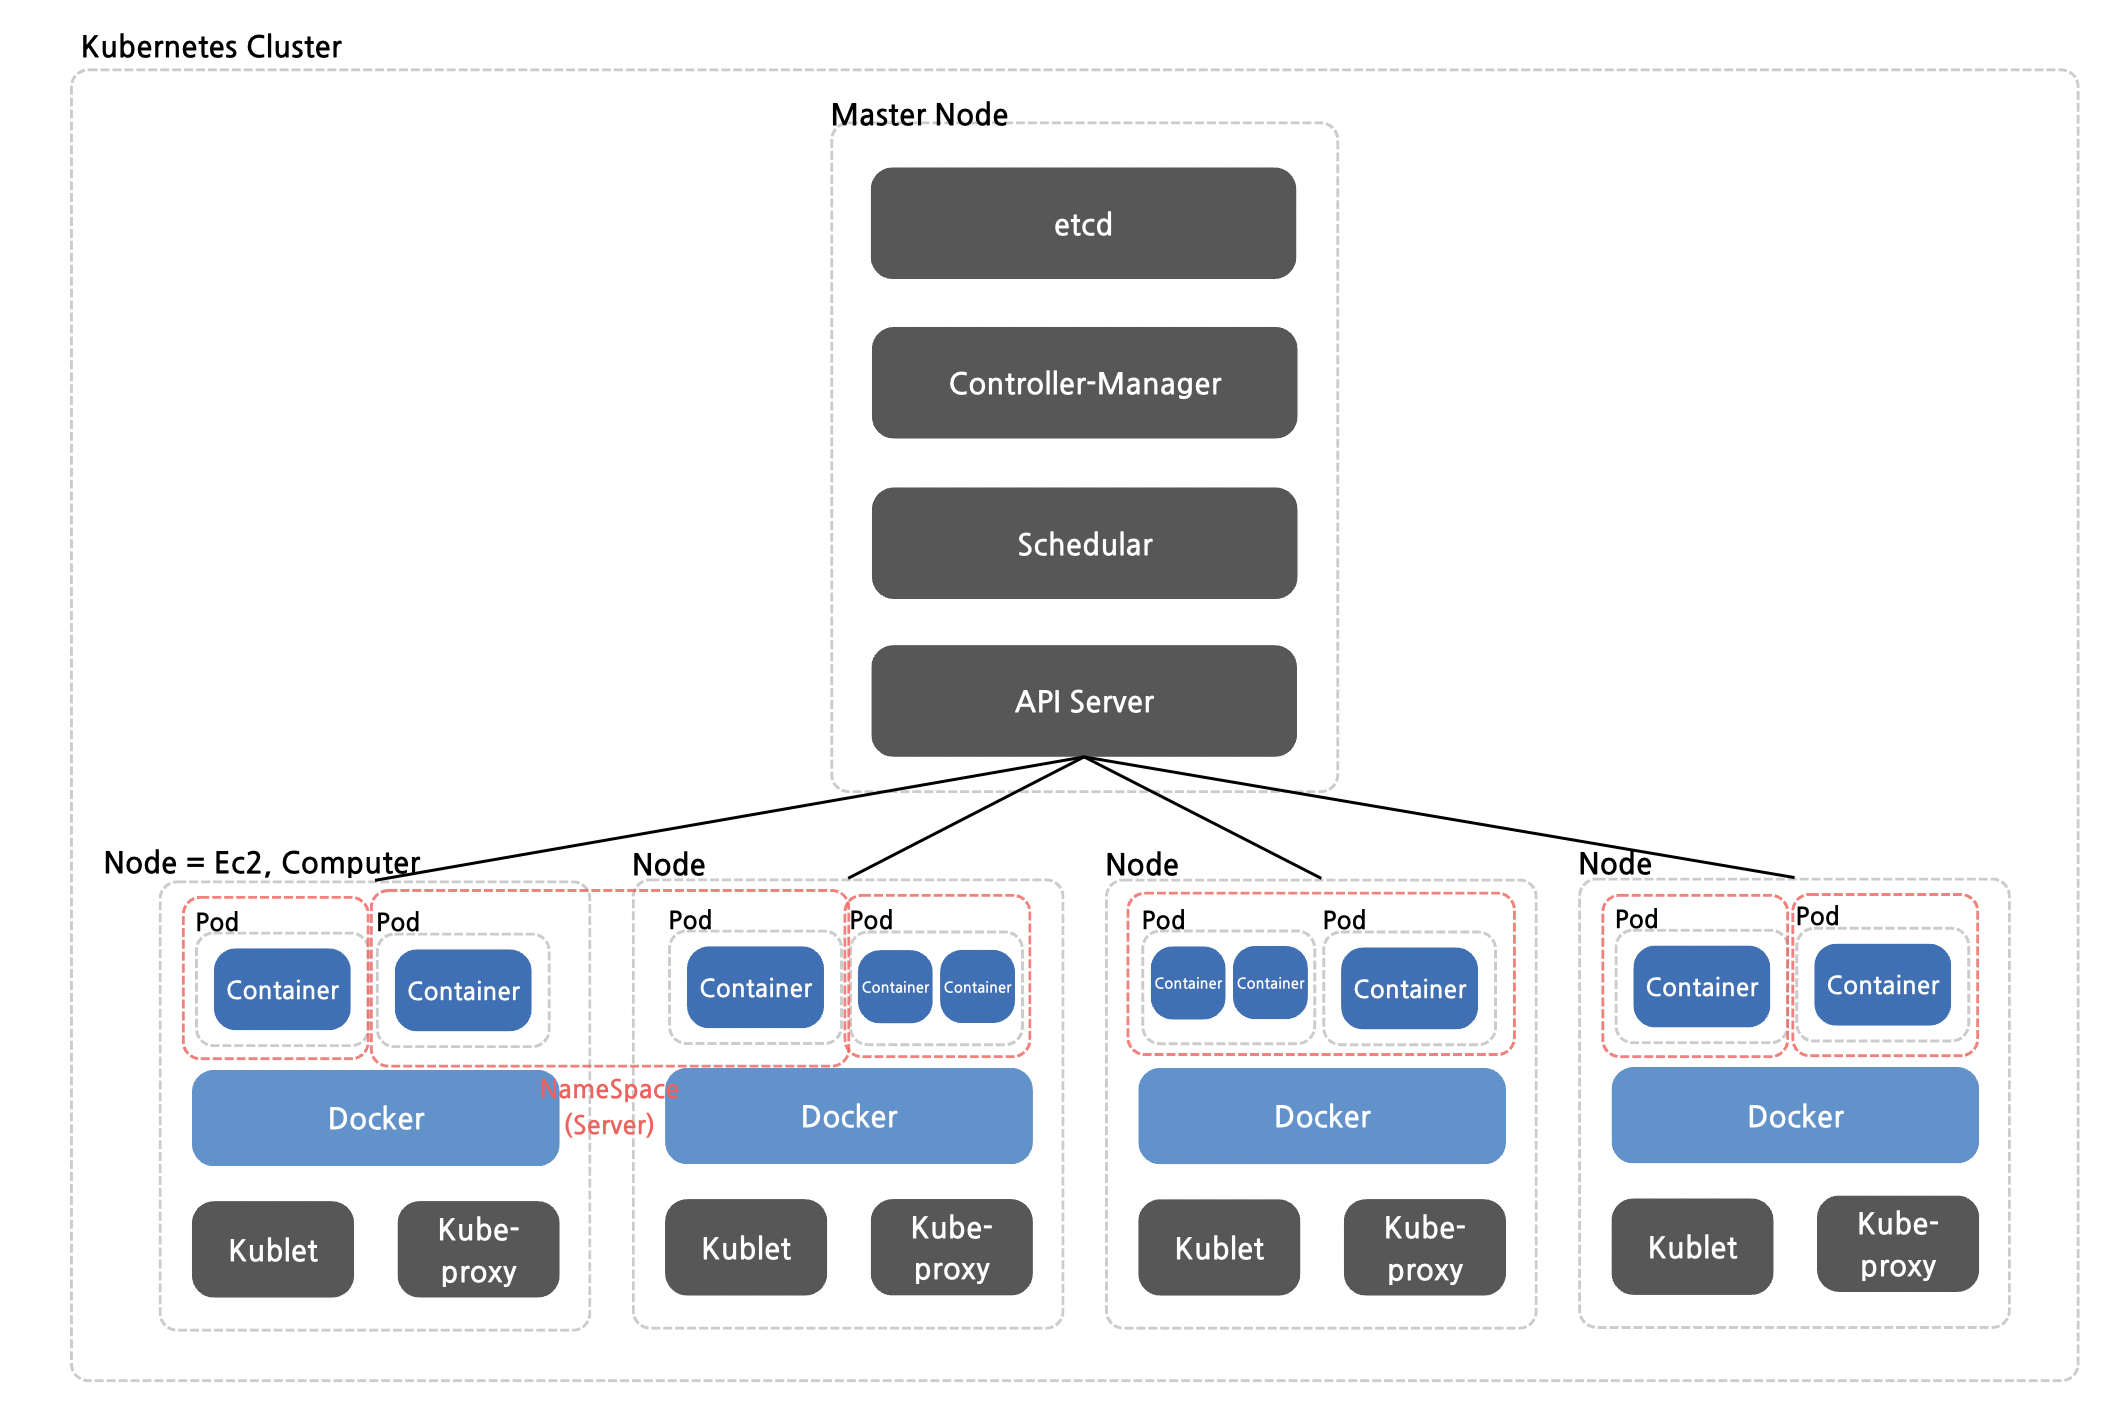 Kubernetes Cluster
Master Node
etcd
Controller-Manager
Schedular
API Server
Node = Ec2, Computer
Pod
Container
Pod
Container
Docker
Kublet
Kube-
proxy
NameSpace
(Server)
Node
Pod
Container
Pod
Container
Container
Docker
Kublet
Kube-
proxy
Node
Pod
Container
Container
Pod
Container
Docker
Kublet
Kube-
proxy
Node
Pod
Container
Pod
Container
Docker
Kublet
Kube-
proxy